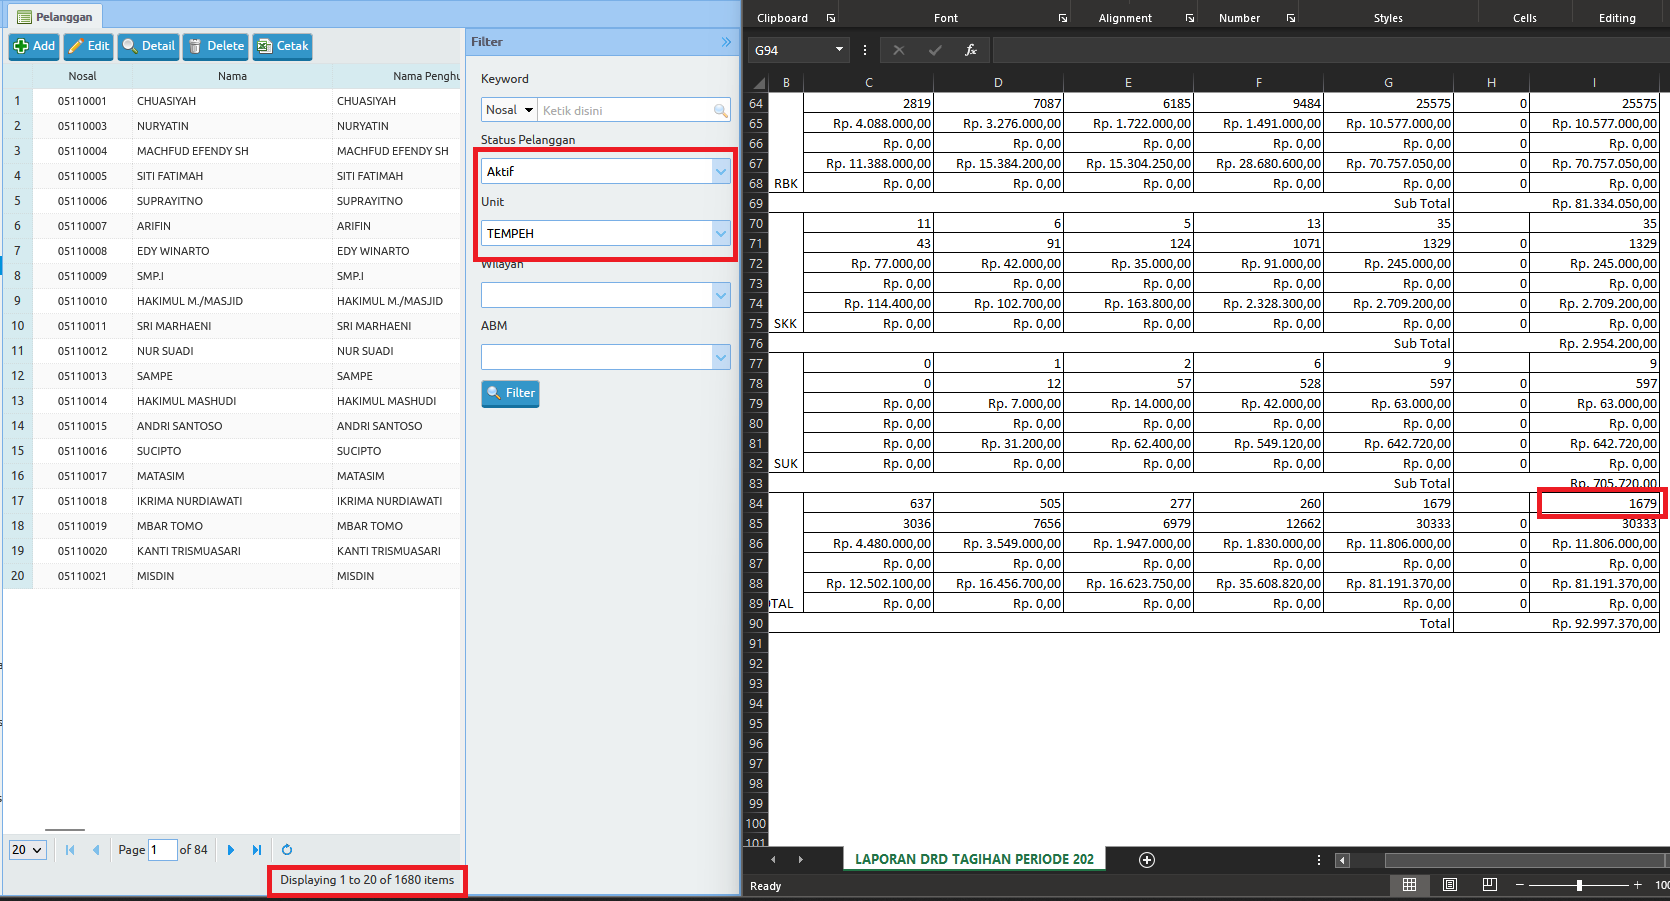 Pelanggan
Add Edit Detail Delete Cetak
Nosal Nama Nama Penghu
1 05110001 CHUASIYAH CHUASIYAH
2 05110003 NURYATIN NURYATIN
3 05110004 MACHFUD EFENDY SH MACHFUD EFENDY SH
4 05110005 SITI FATIMAH SITI FATIMAH
5 05110006 SUPRAYITNO SUPRAYITNO
6 05110007 ARIFIN ARIFIN
7 05110008 EDY WINARTO EDY WINARTO
8 05110009 SMP.I SMP.I
9 05110010 HAKIMUL M./MASJID HAKIMUL M./MASJID
10 05110011 SRI MARHAENI SRI MARHAENI
11 05110012 NUR SUADI NUR SUADI
12 05110013 SAMPE SAMPE
13 05110014 HAKIMUL MASHUDI HAKIMUL MASHUDI
14 05110015 ANDRI SANTOSO ANDRI SANTOSO
15 05110016 SUCIPTO SUCIPTO
16 05110017 MATASIM MATASIM
17 05110018 IKRIMA NURDIAWATI IKRIMA NURDIAWATI
18 05110019 MBAR TOMO MBAR TOMO
19 05110020 KANTI TRISMUASARI KANTI TRISMUASARI
20 05110021 MISDIN MISDIN
20 Page 1 of 84
Displaying 1 to 20 of 1680 items
Filter
Keyword
Nosal Ketik disini
Status Pelanggan
Aktif
Unit
TEMPEH
Wilayah
ABM
Filter
Clipboard Font Alignment Number Styles Cells Editing
G94 fx
B C D E F G H I
64 2819 7087 6185 9484 25575 0 25575
65 Rp. 4.088.000,00 Rp. 3.276.000,00 Rp. 1.722.000,00 Rp. 1.491.000,00 Rp. 10.577.000,00 0 Rp. 10.577.000,00
66 Rp. 0,00 Rp. 0,00 Rp. 0,00 Rp. 0,00 Rp. 0,00 0 Rp. 0,00
67 Rp. 11.388.000,00 Rp. 15.384.200,00 Rp. 15.304.250,00 Rp. 28.680.600,00 Rp. 70.757.050,00 0 Rp. 70.757.050,00
68 RBK Rp. 0,00 Rp. 0,00 Rp. 0,00 Rp. 0,00 Rp. 0,00 0 Rp. 0,00
69 Sub Total Rp. 81.334.050,00
70 11 6 5 13 35 35
71 43 91 124 1071 1329 0 1329
72 Rp. 77.000,00 Rp. 42.000,00 Rp. 35.000,00 Rp. 91.000,00 Rp. 245.000,00 0 Rp. 245.000,00
73 Rp. 0,00 Rp. 0,00 Rp. 0,00 Rp. 0,00 Rp. 0,00 0 Rp. 0,00
74 Rp. 114.400,00 Rp. 102.700,00 Rp. 163.800,00 Rp. 2.328.300,00 Rp. 2.709.200,00 0 Rp. 2.709.200,00
75 SKK Rp. 0,00 Rp. 0,00 Rp. 0,00 Rp. 0,00 Rp. 0,00 0 Rp. 0,00
76 Sub Total Rp. 2.954.200,00
77 0 1 2 6 9 9
78 0 12 57 528 597 0 597
79 Rp. 0,00 Rp. 7.000,00 Rp. 14.000,00 Rp. 42.000,00 Rp. 63.000,00 0 Rp. 63.000,00
80 Rp. 0,00 Rp. 0,00 Rp. 0,00 Rp. 0,00 Rp. 0,00 0 Rp. 0,00
81 Rp. 0,00 Rp. 31.200,00 Rp. 62.400,00 Rp. 549.120,00 Rp. 642.720,00 0 Rp. 642.720,00
82 SUK Rp. 0,00 Rp. 0,00 Rp. 0,00 Rp. 0,00 Rp. 0,00 0 Rp. 0,00
83 Sub Total Rp. 705.720,00
84 637 505 277 260 1679 1679
85 3036 7656 6979 12662 30333 0 30333
86 Rp. 4.480.000,00 Rp. 3.549.000,00 Rp. 1.947.000,00 Rp. 1.830.000,00 Rp. 11.806.000,00 0 Rp. 11.806.000,00
87 Rp. 0,00 Rp. 0,00 Rp. 0,00 Rp. 0,00 Rp. 0,00 0 Rp. 0,00
88 Rp. 12.502.100,00 Rp. 16.456.700,00 Rp. 16.623.750,00 Rp. 35.608.820,00 Rp. 81.191.370,00 0 Rp. 81.191.370,00
89 OTAL Rp. 0,00 Rp. 0,00 Rp. 0,00 Rp. 0,00 Rp. 0,00 0 Rp. 0,00
90 Total Rp. 92.997.370,00
91
92
93
94
95
96
97
98
99
100
101
LAPORAN DRD TAGIHAN PERIODE 202
Ready 100